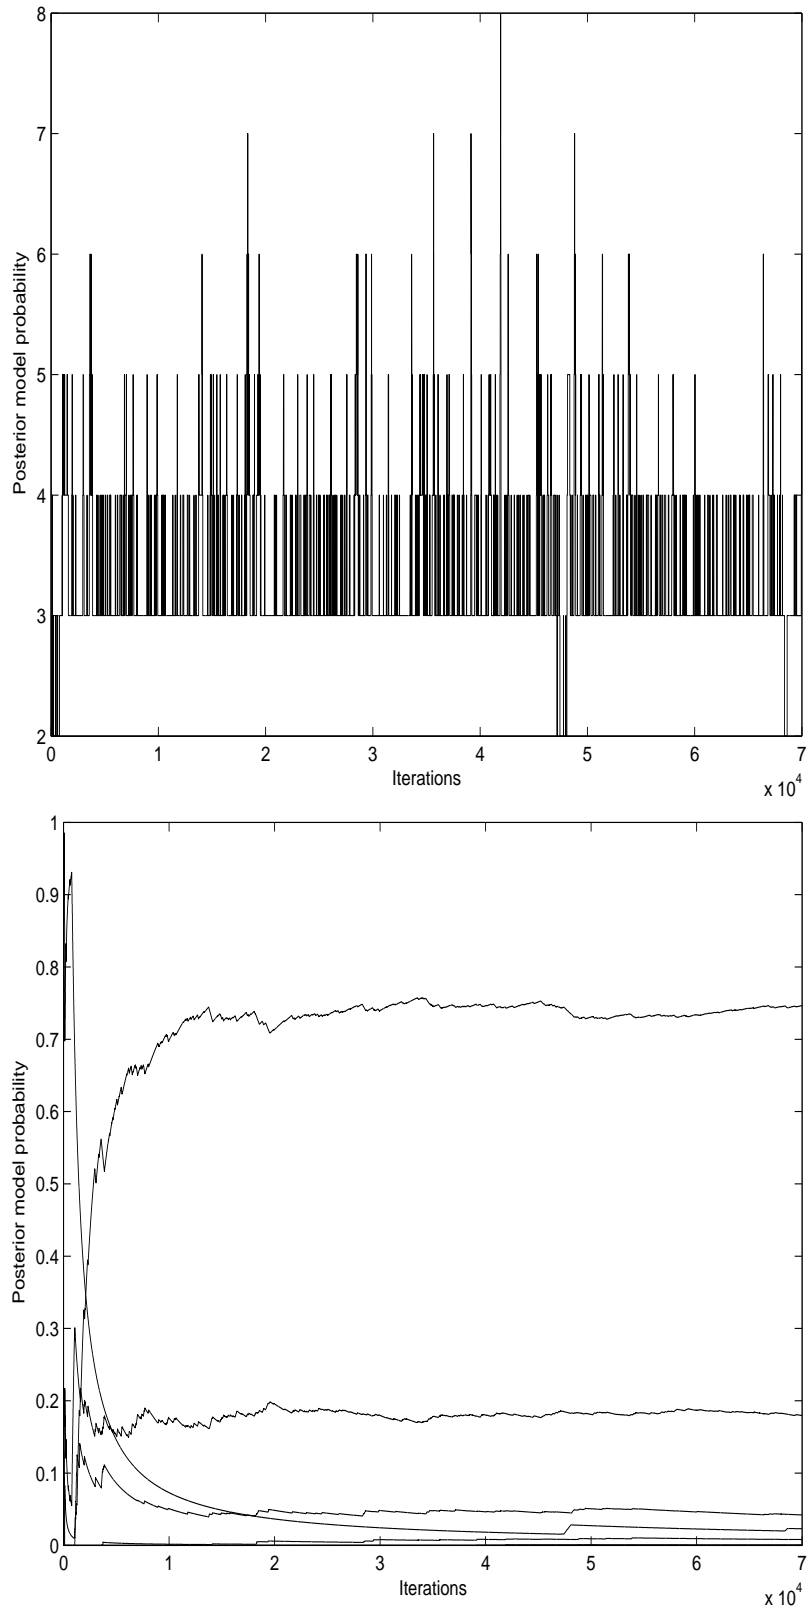 8
7
6
5
4
3
2
Posterior model probability
0 1 2 3 4 5 6 7
Iterations
x 10^4
1
0.9
0.8
0.7
0.6
0.5
0.4
0.3
0.2
0.1
0
Posterior model probability
0 1 2 3 4 5 6 7
Iterations
x 10^4